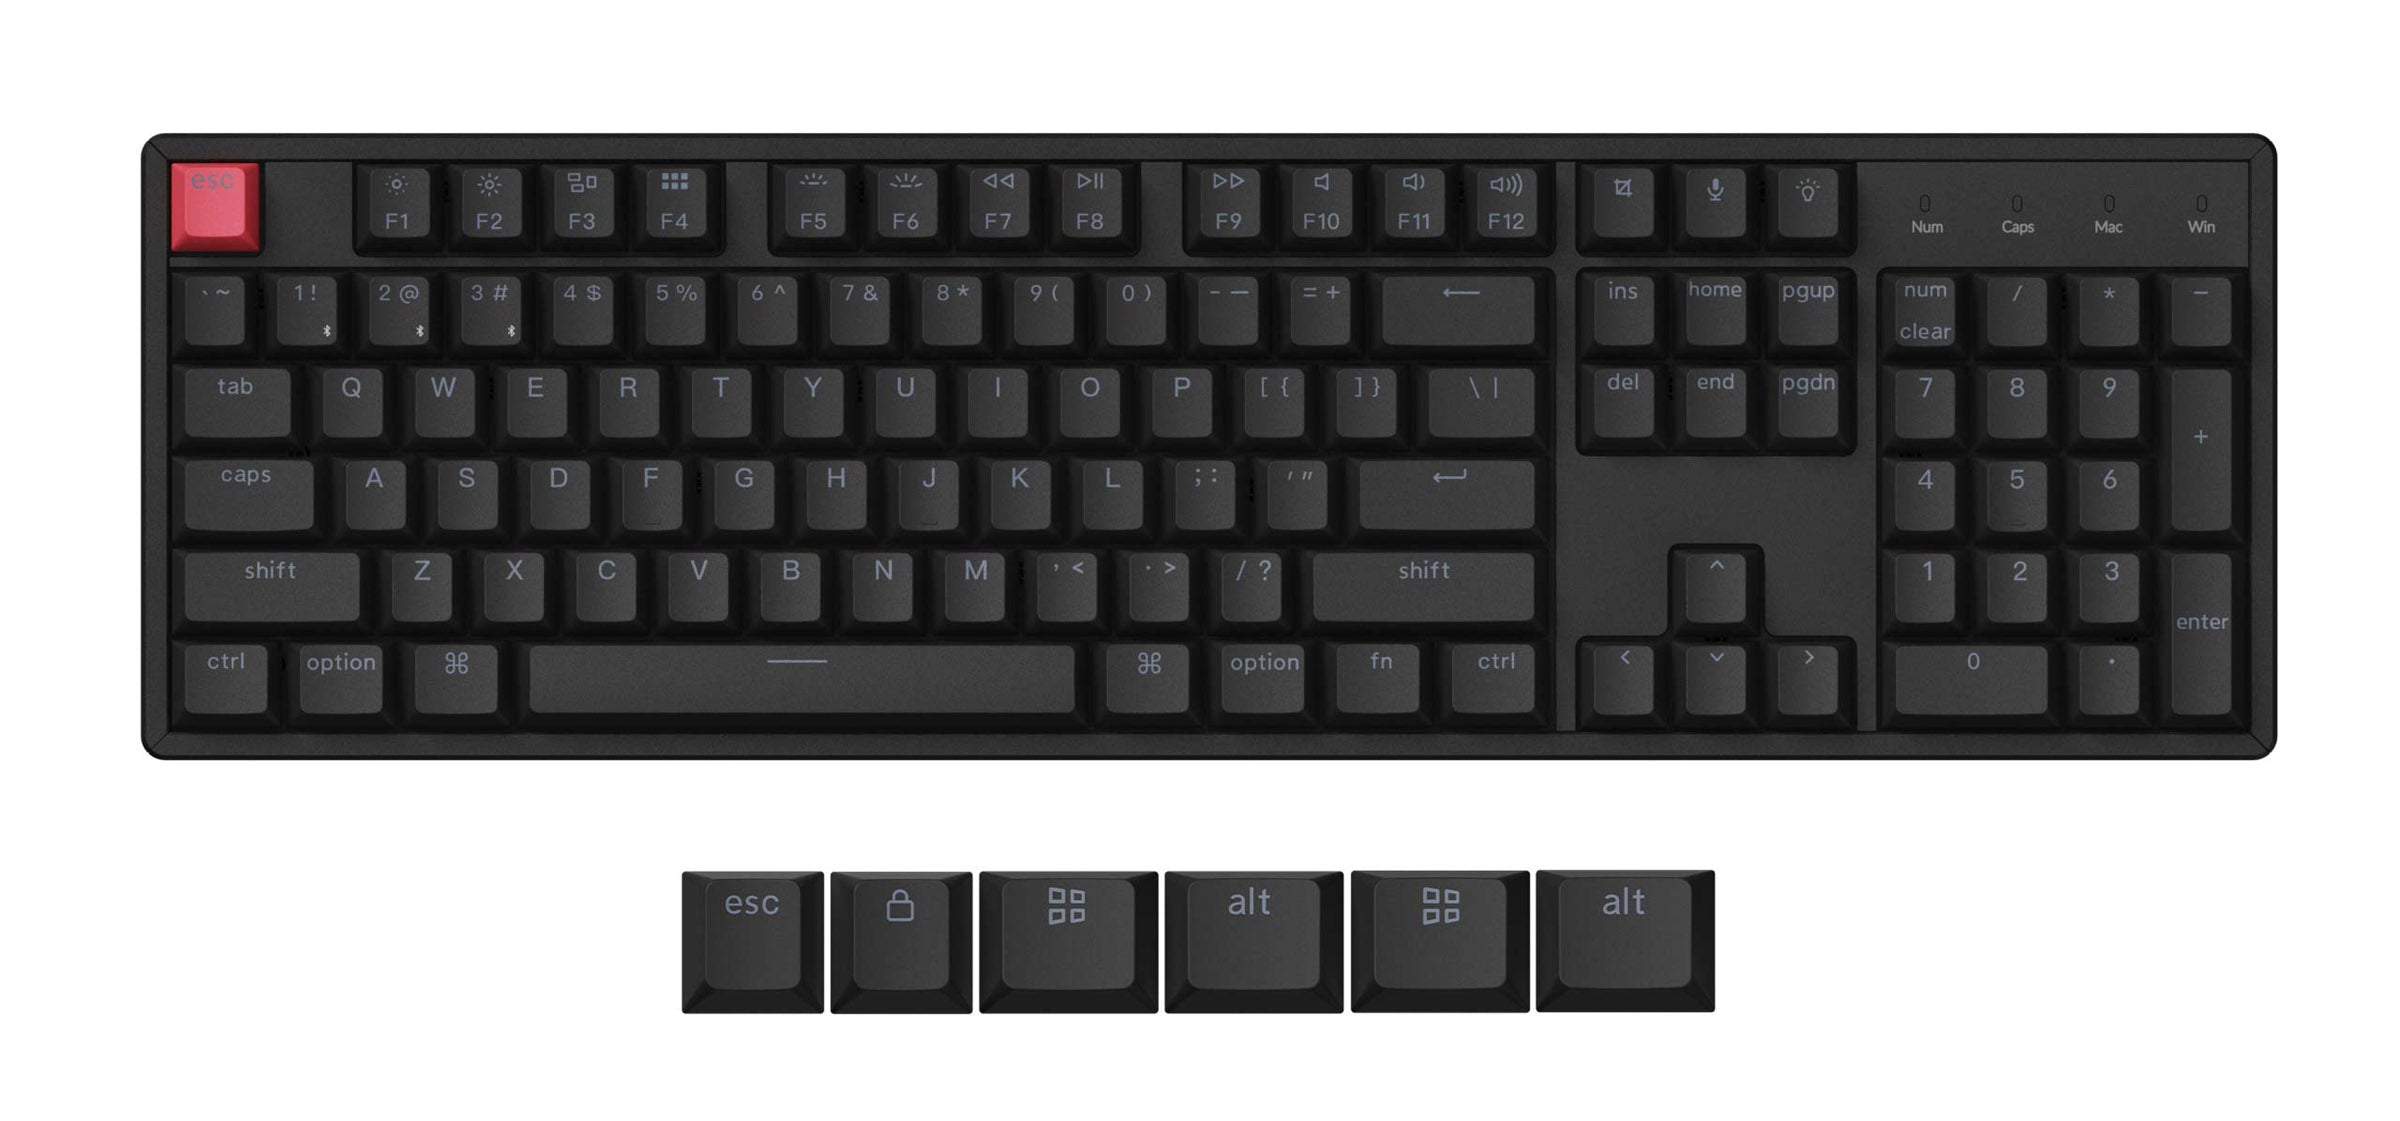 esc F1 F2 F3 F4 F5 F6 F7 F8 F9 F10 F11 F12
Num Caps Mac Win
` ~ 1 ! 2 @ 3 # 4 $ 5 % 6 ^ 7 & 8 * 9 ( 0 ) - — = + ins home pgup num / * −
clear
tab Q W E R T Y U I O P [ { ] } \ | del end pgdn 7 8 9 +
caps A S D F G H J K L ; : ' " 4 5 6
shift Z X C V B N M , < . > / ? shift 1 2 3 enter
ctrl option ⌘ ⌘ option fn ctrl 0 .
esc alt alt